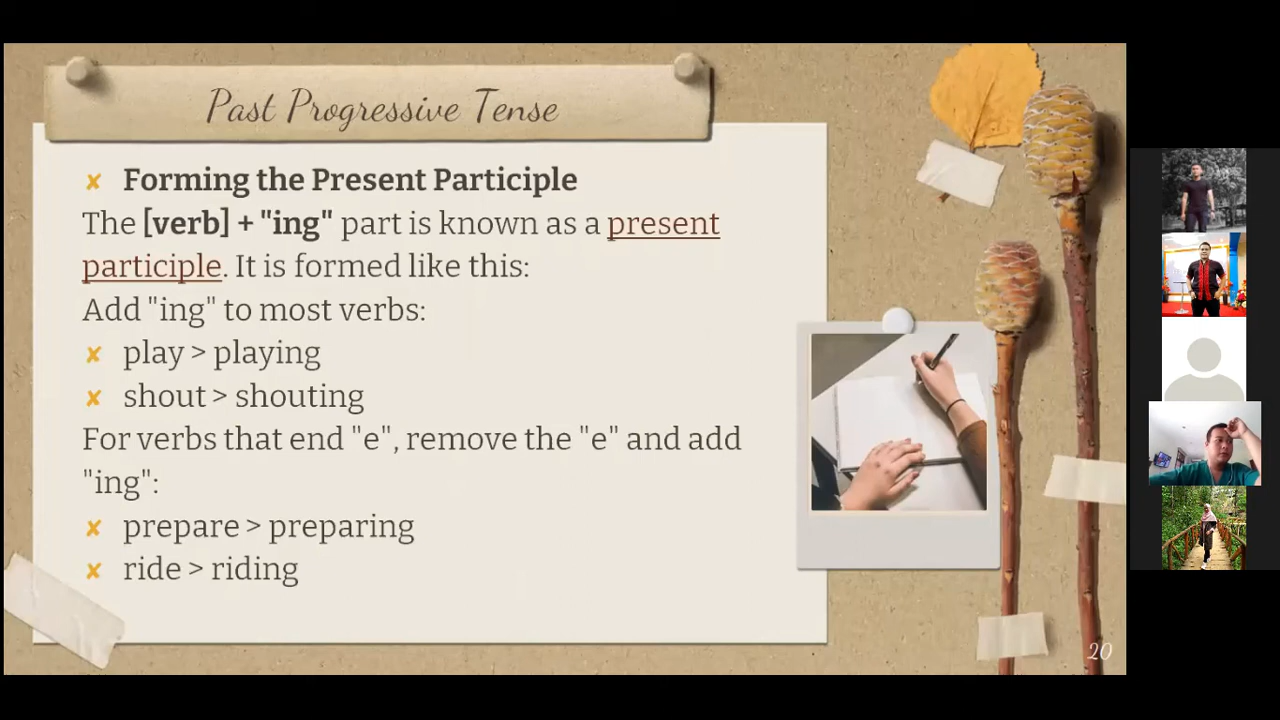 Past Progressive Tense
✘ Forming the Present Participle
The [verb] + "ing" part is known as a present
participle. It is formed like this:
Add "ing" to most verbs:
✘ play > playing
✘ shout > shouting
For verbs that end "e", remove the "e" and add
"ing":
✘ prepare > preparing
✘ ride > riding
20